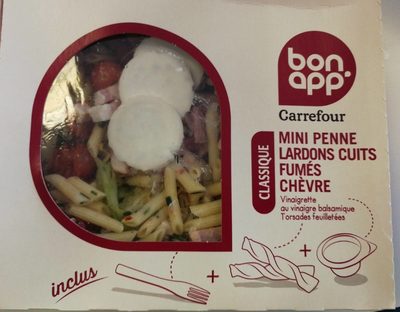 bon
app.
Carrefour
CLASSIQUE
MINI PENNE
LARDONS CUITS
FUMÉS
CHÈVRE
Vinaigrette
au vinaigre balsamique
Torsades feuilletées
inclus
+
+